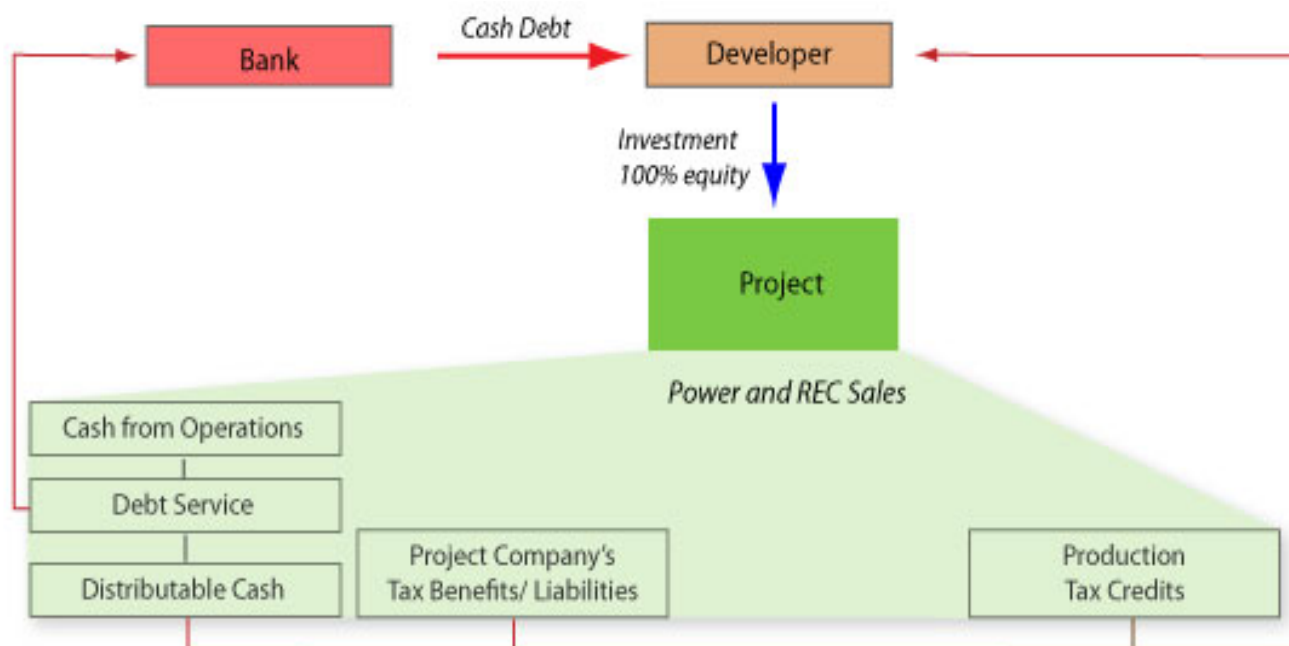 Cash Debt
Bank
Developer
Investment
100% equity
Project
Power and REC Sales
Cash from Operations
Debt Service
Distributable Cash
Project Company's
Tax Benefits/ Liabilities
Production
Tax Credits